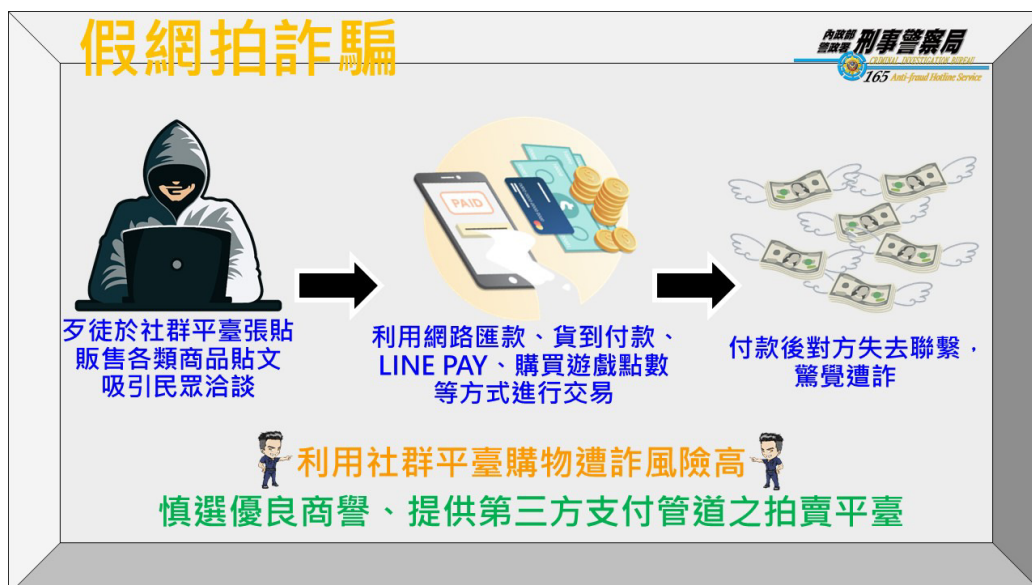 假網拍詐騙
內政部
警政署
刑事警察局
CRIMINAL INVESTIGATION BUREAU
165 Anti-fraud Hotline Service
PAID
歹徒於社群平臺張貼
販售各類商品貼文
吸引民眾洽談
利用網路匯款、貨到付款、
LINE PAY、購買遊戲點數
等方式進行交易
付款後對方失去聯繫，
驚覺遭詐
利用社群平臺購物遭詐風險高
慎選優良商譽、提供第三方支付管道之拍賣平臺